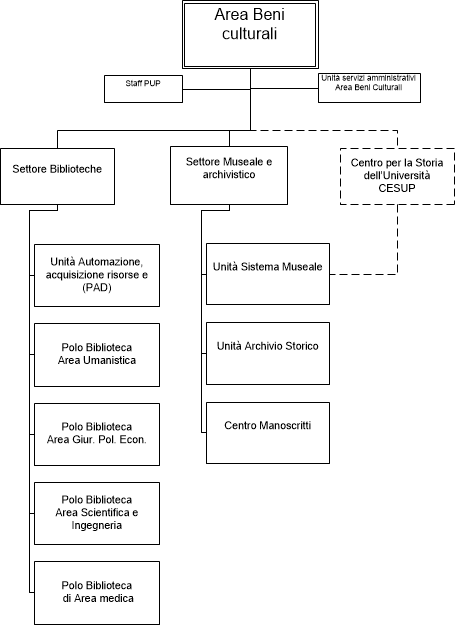 Area Beni
culturali
Staff PUP
Unità servizi amministrativi
Area Beni Culturali
Settore Biblioteche
Settore Museale e
archivistico
Centro per la Storia
dell'Università
CESUP
Unità Automazione,
acquisizione risorse e
(PAD)
Polo Biblioteca
Area Umanistica
Polo Biblioteca
Area Giur. Pol. Econ.
Polo Biblioteca
Area Scientifica e
Ingegneria
Polo Biblioteca
di Area medica
Unità Sistema Museale
Unità Archivio Storico
Centro Manoscritti